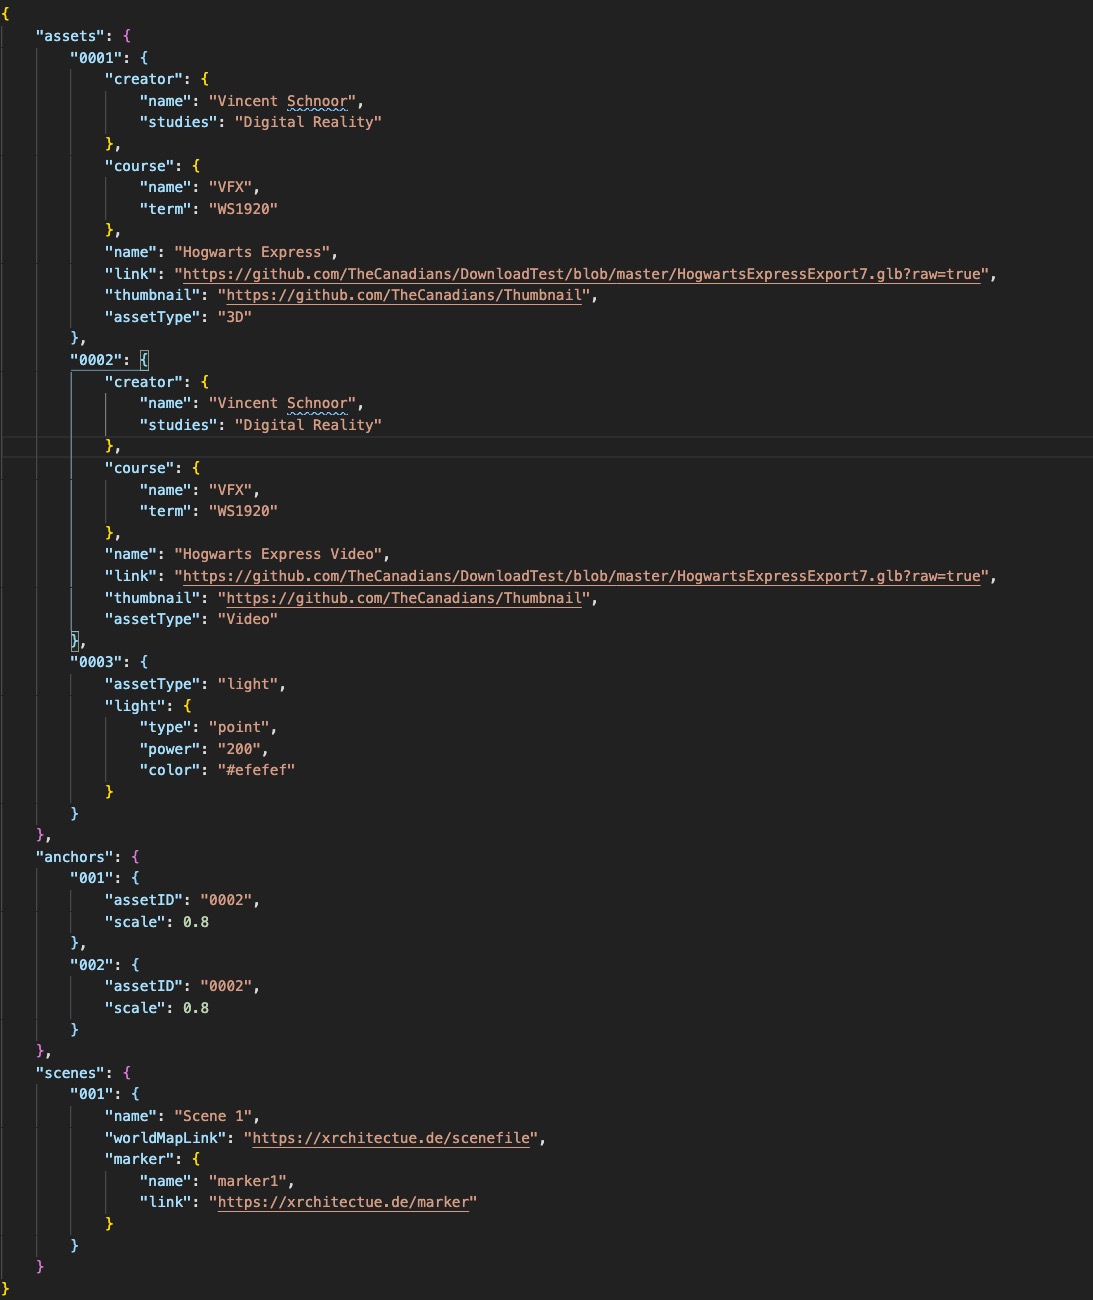 {
    "assets": {
        "0001": {
            "creator": {
                "name": "Vincent Schnoor",
                "studies": "Digital Reality"
            },
            "course": {
                "name": "VFX",
                "term": "WS1920"
            },
            "name": "Hogwarts Express",
            "link": "https://github.com/TheCanadians/DownloadTest/blob/master/HogwartsExpressExport7.glb?raw=true",
            "thumbnail": "https://github.com/TheCanadians/Thumbnail",
            "assetType": "3D"
        },
        "0002": {
            "creator": {
                "name": "Vincent Schnoor",
                "studies": "Digital Reality"
            },
            "course": {
                "name": "VFX",
                "term": "WS1920"
            },
            "name": "Hogwarts Express Video",
            "link": "https://github.com/TheCanadians/DownloadTest/blob/master/HogwartsExpressExport7.glb?raw=true",
            "thumbnail": "https://github.com/TheCanadians/Thumbnail",
            "assetType": "Video"
        },
        "0003": {
            "assetType": "light",
            "light": {
                "type": "point",
                "power": "200",
                "color": "#efefef"
            }
        }
    },
    "anchors": {
        "001": {
            "assetID": "0002",
            "scale": 0.8
        },
        "002": {
            "assetID": "0002",
            "scale": 0.8
        }
    },
    "scenes": {
        "001": {
            "name": "Scene 1",
            "worldMapLink": "https://xrchitectue.de/scenefile",
            "marker": {
                "name": "marker1",
                "link": "https://xrchitectue.de/marker"
            }
        }
    }
}